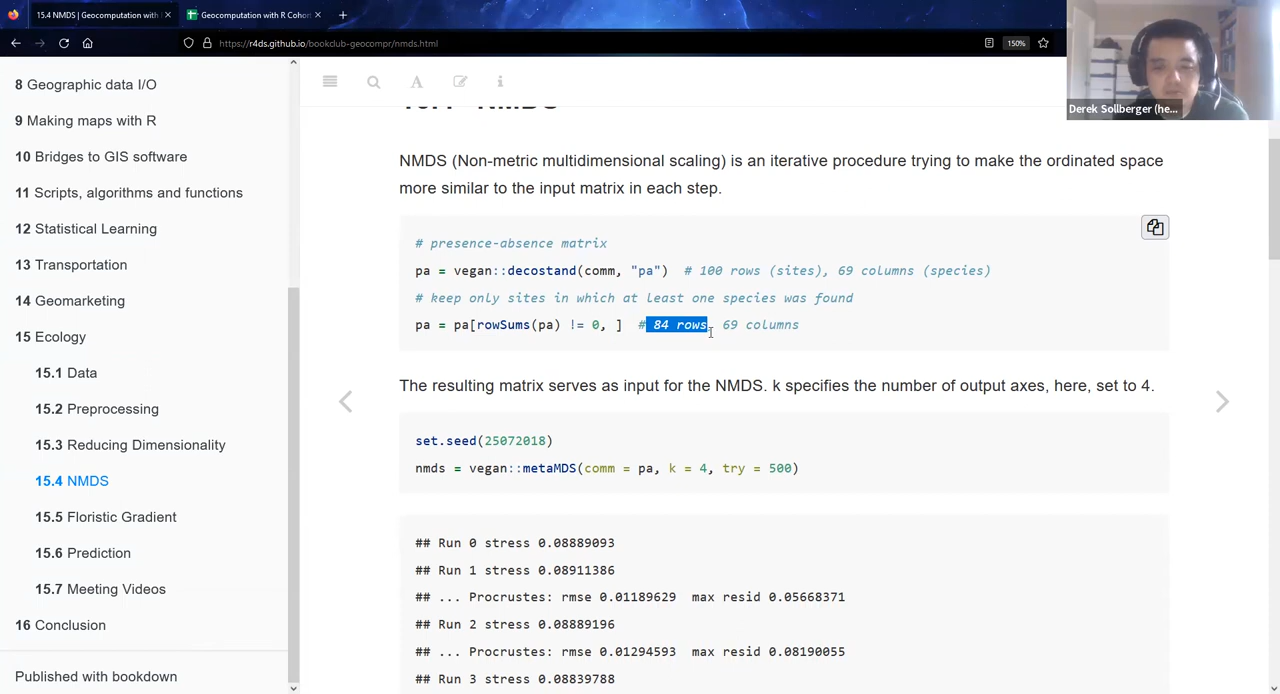 15.4 NMDS | Geocomputation with
Geocomputation with R Cohor
https://r4ds.github.io/bookclub-geocompr/nmds.html
150%
8 Geographic data I/O
9 Making maps with R
10 Bridges to GIS software
11 Scripts, algorithms and functions
12 Statistical Learning
13 Transportation
14 Geomarketing
15 Ecology
15.1 Data
15.2 Preprocessing
15.3 Reducing Dimensionality
15.4 NMDS
15.5 Floristic Gradient
15.6 Prediction
15.7 Meeting Videos
16 Conclusion
Published with bookdown
Derek Sollberger (he...
15.4 NMDS
NMDS (Non-metric multidimensional scaling) is an iterative procedure trying to make the ordinated space
more similar to the input matrix in each step.
# presence-absence matrix
pa = vegan::decostand(comm, "pa")  # 100 rows (sites), 69 columns (species)
# keep only sites in which at least one species was found
pa = pa[rowSums(pa) != 0, ]  # 84 rows, 69 columns
The resulting matrix serves as input for the NMDS. k specifies the number of output axes, here, set to 4.
set.seed(25072018)
nmds = vegan::metaMDS(comm = pa, k = 4, try = 500)
## Run 0 stress 0.08889093
## Run 1 stress 0.08911386
## ... Procrustes: rmse 0.01189629  max resid 0.05668371
## Run 2 stress 0.08889196
## ... Procrustes: rmse 0.01294593  max resid 0.08190055
## Run 3 stress 0.08839788